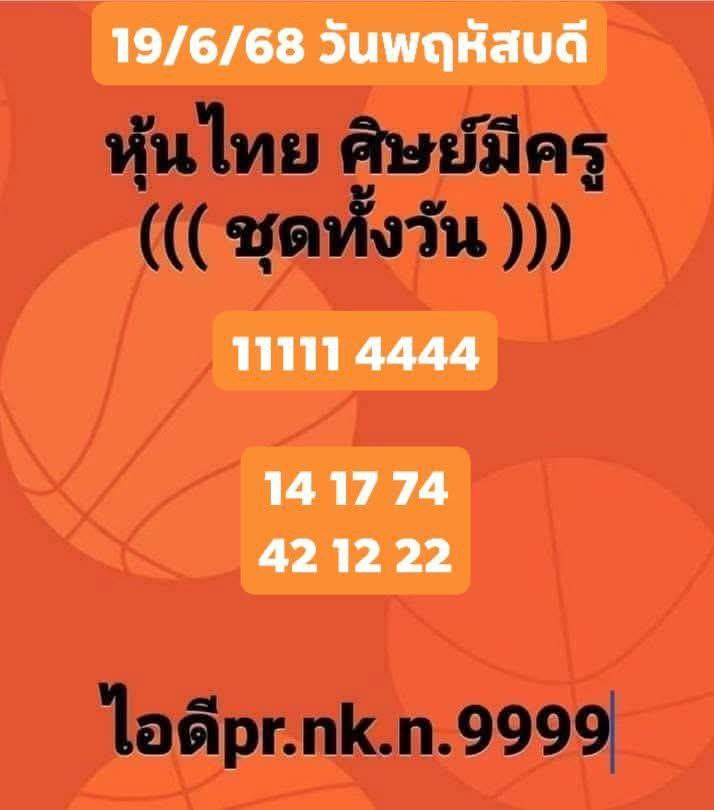 19/6/68 วันพฤหัสบดี
หุ้นไทย ศิษย์มีครู
((( ชุดทั้งวัน )))
11111 4444
14 17 74
42 12 22
ไอดีpr.nk.n.9999